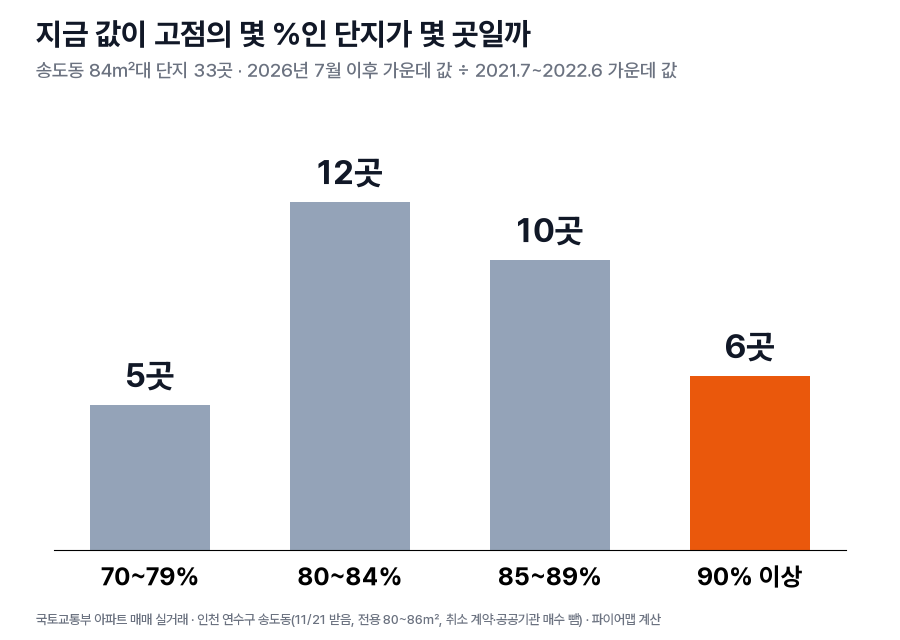 지금 값이 고점의 몇 %인 단지가 몇 곳일까
송도동 84m²대 단지 33곳 · 2026년 7월 이후 가운데 값 ÷ 2021.7~2022.6 가운데 값
5곳
12곳
10곳
6곳
70~79%
80~84%
85~89%
90% 이상
국토교통부 아파트 매매 실거래 · 인천 연수구 송도동(11/21 받음, 전용 80~86m², 취소 계약·공공기관 매수 뺌) · 파이어맵 계산